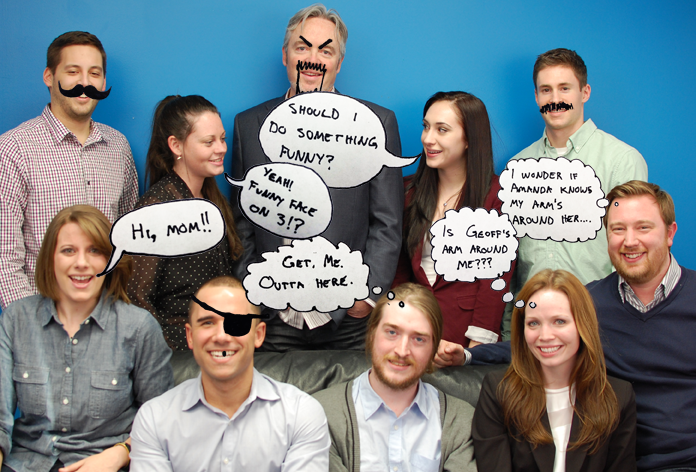 SHOULD I
DO SOMETHING
FUNNY?
YEAH!
FUNNY FACE
ON 3!?
I WONDER IF
AMANDA KNOWS
MY ARM'S
AROUND HER....
HI, MOM!!
IS GEOFF'S
ARM AROUND
ME???
GET. ME.
OUTTA HERE.